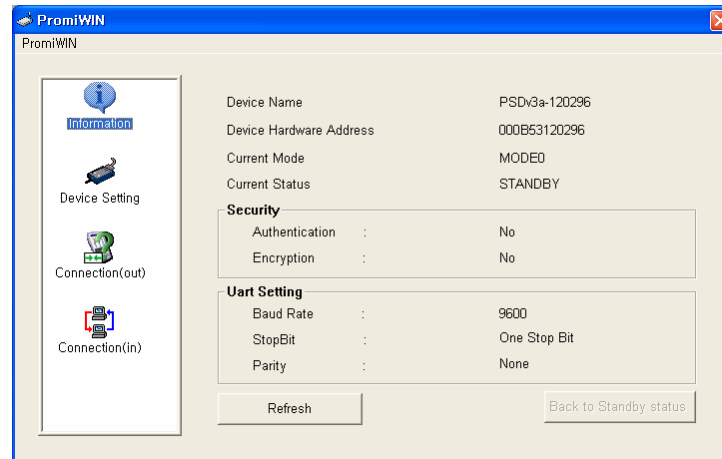 PromiWIN
PromiWIN
Information
Device Setting
Connection(out)
Connection(in)
Device Name PSDv3a-120296
Device Hardware Address 000B53120296
Current Mode MODE0
Current Status STANDBY
Security
Authentication : No
Encryption : No
Uart Setting
Baud Rate : 9600
StopBit : One Stop Bit
Parity : None
Refresh Back to Standby status